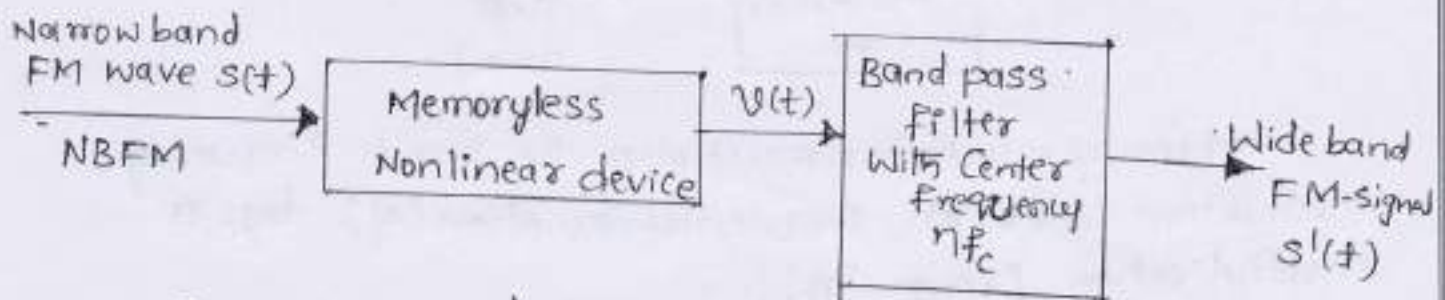 Narrow band
FM wave s(t)
NBFM
Memoryless
Nonlinear device
v(t)
Band pass
filter
With Center
frequency
nfc
Wide band
FM-signal
s'(t)